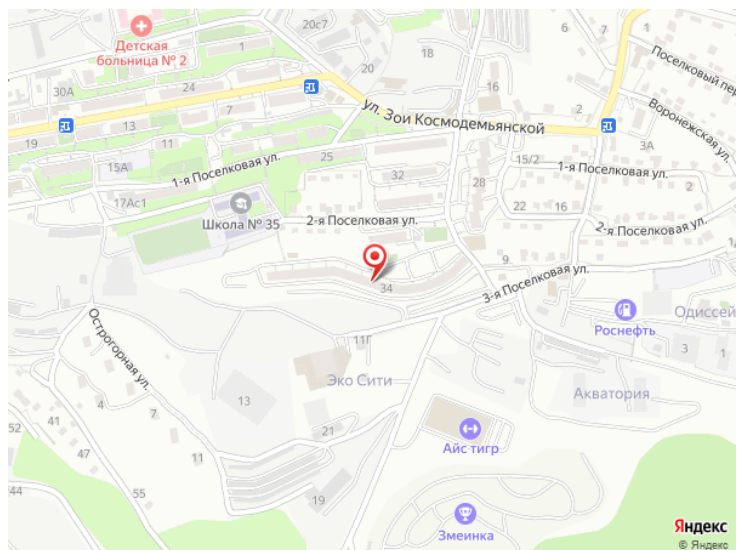 20с7
18
6
28
1
Детская
больница № 2
20
30А
24
16
Поселковый пер
7
2
ул. Зои Космодемьянской
Воронежская ул.
19
13
11
3А
25
15/2
1-я Поселковая ул.
15А
1-я Поселковая ул.
32
28
2
17Ас1
22
16
Школа № 35
2-я Поселковая ул.
2-я Поселковая ул.
9
3-я Поселковая ул.
34
Роснефть
Одиссей
Острогорная ул.
11Г
3
1
Эко Сити
Акватория
13
4
7
52
41
21
Айс тигр
47
11
44
55
19
Змеинка
Яндекс
© Яндекс